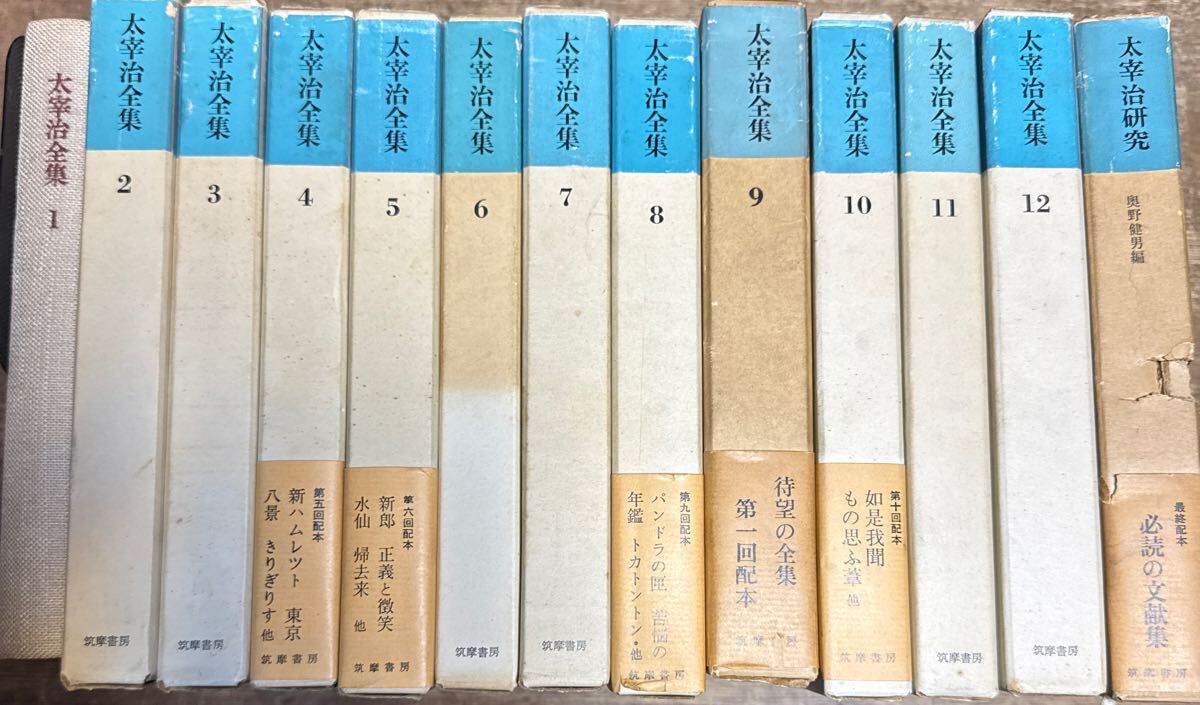 太宰治全集
1
太宰治全集
2
筑摩書房
太宰治全集
3
筑摩書房
太宰治全集
4
第五回配本
新ハムレツト 東京
八景 きりぎりす 他
筑摩書房
太宰治全集
5
第六回配本
新郎 正義と微笑
水仙 帰去来 他
筑摩書房
太宰治全集
6
筑摩書房
太宰治全集
7
筑摩書房
太宰治全集
8
第九回配本
パンドラの匣 苦悩の
年鑑 トカトントン・他
筑摩書房
太宰治全集
9
待望の全集
第一回配本
筑摩書房
太宰治全集
10
第十回配本
如是我聞
もの思ふ葦 他
筑摩書房
太宰治全集
11
筑摩書房
太宰治全集
12
筑摩書房
太宰治研究
奥野健男編
最終配本
必読の文献集
筑摩書房